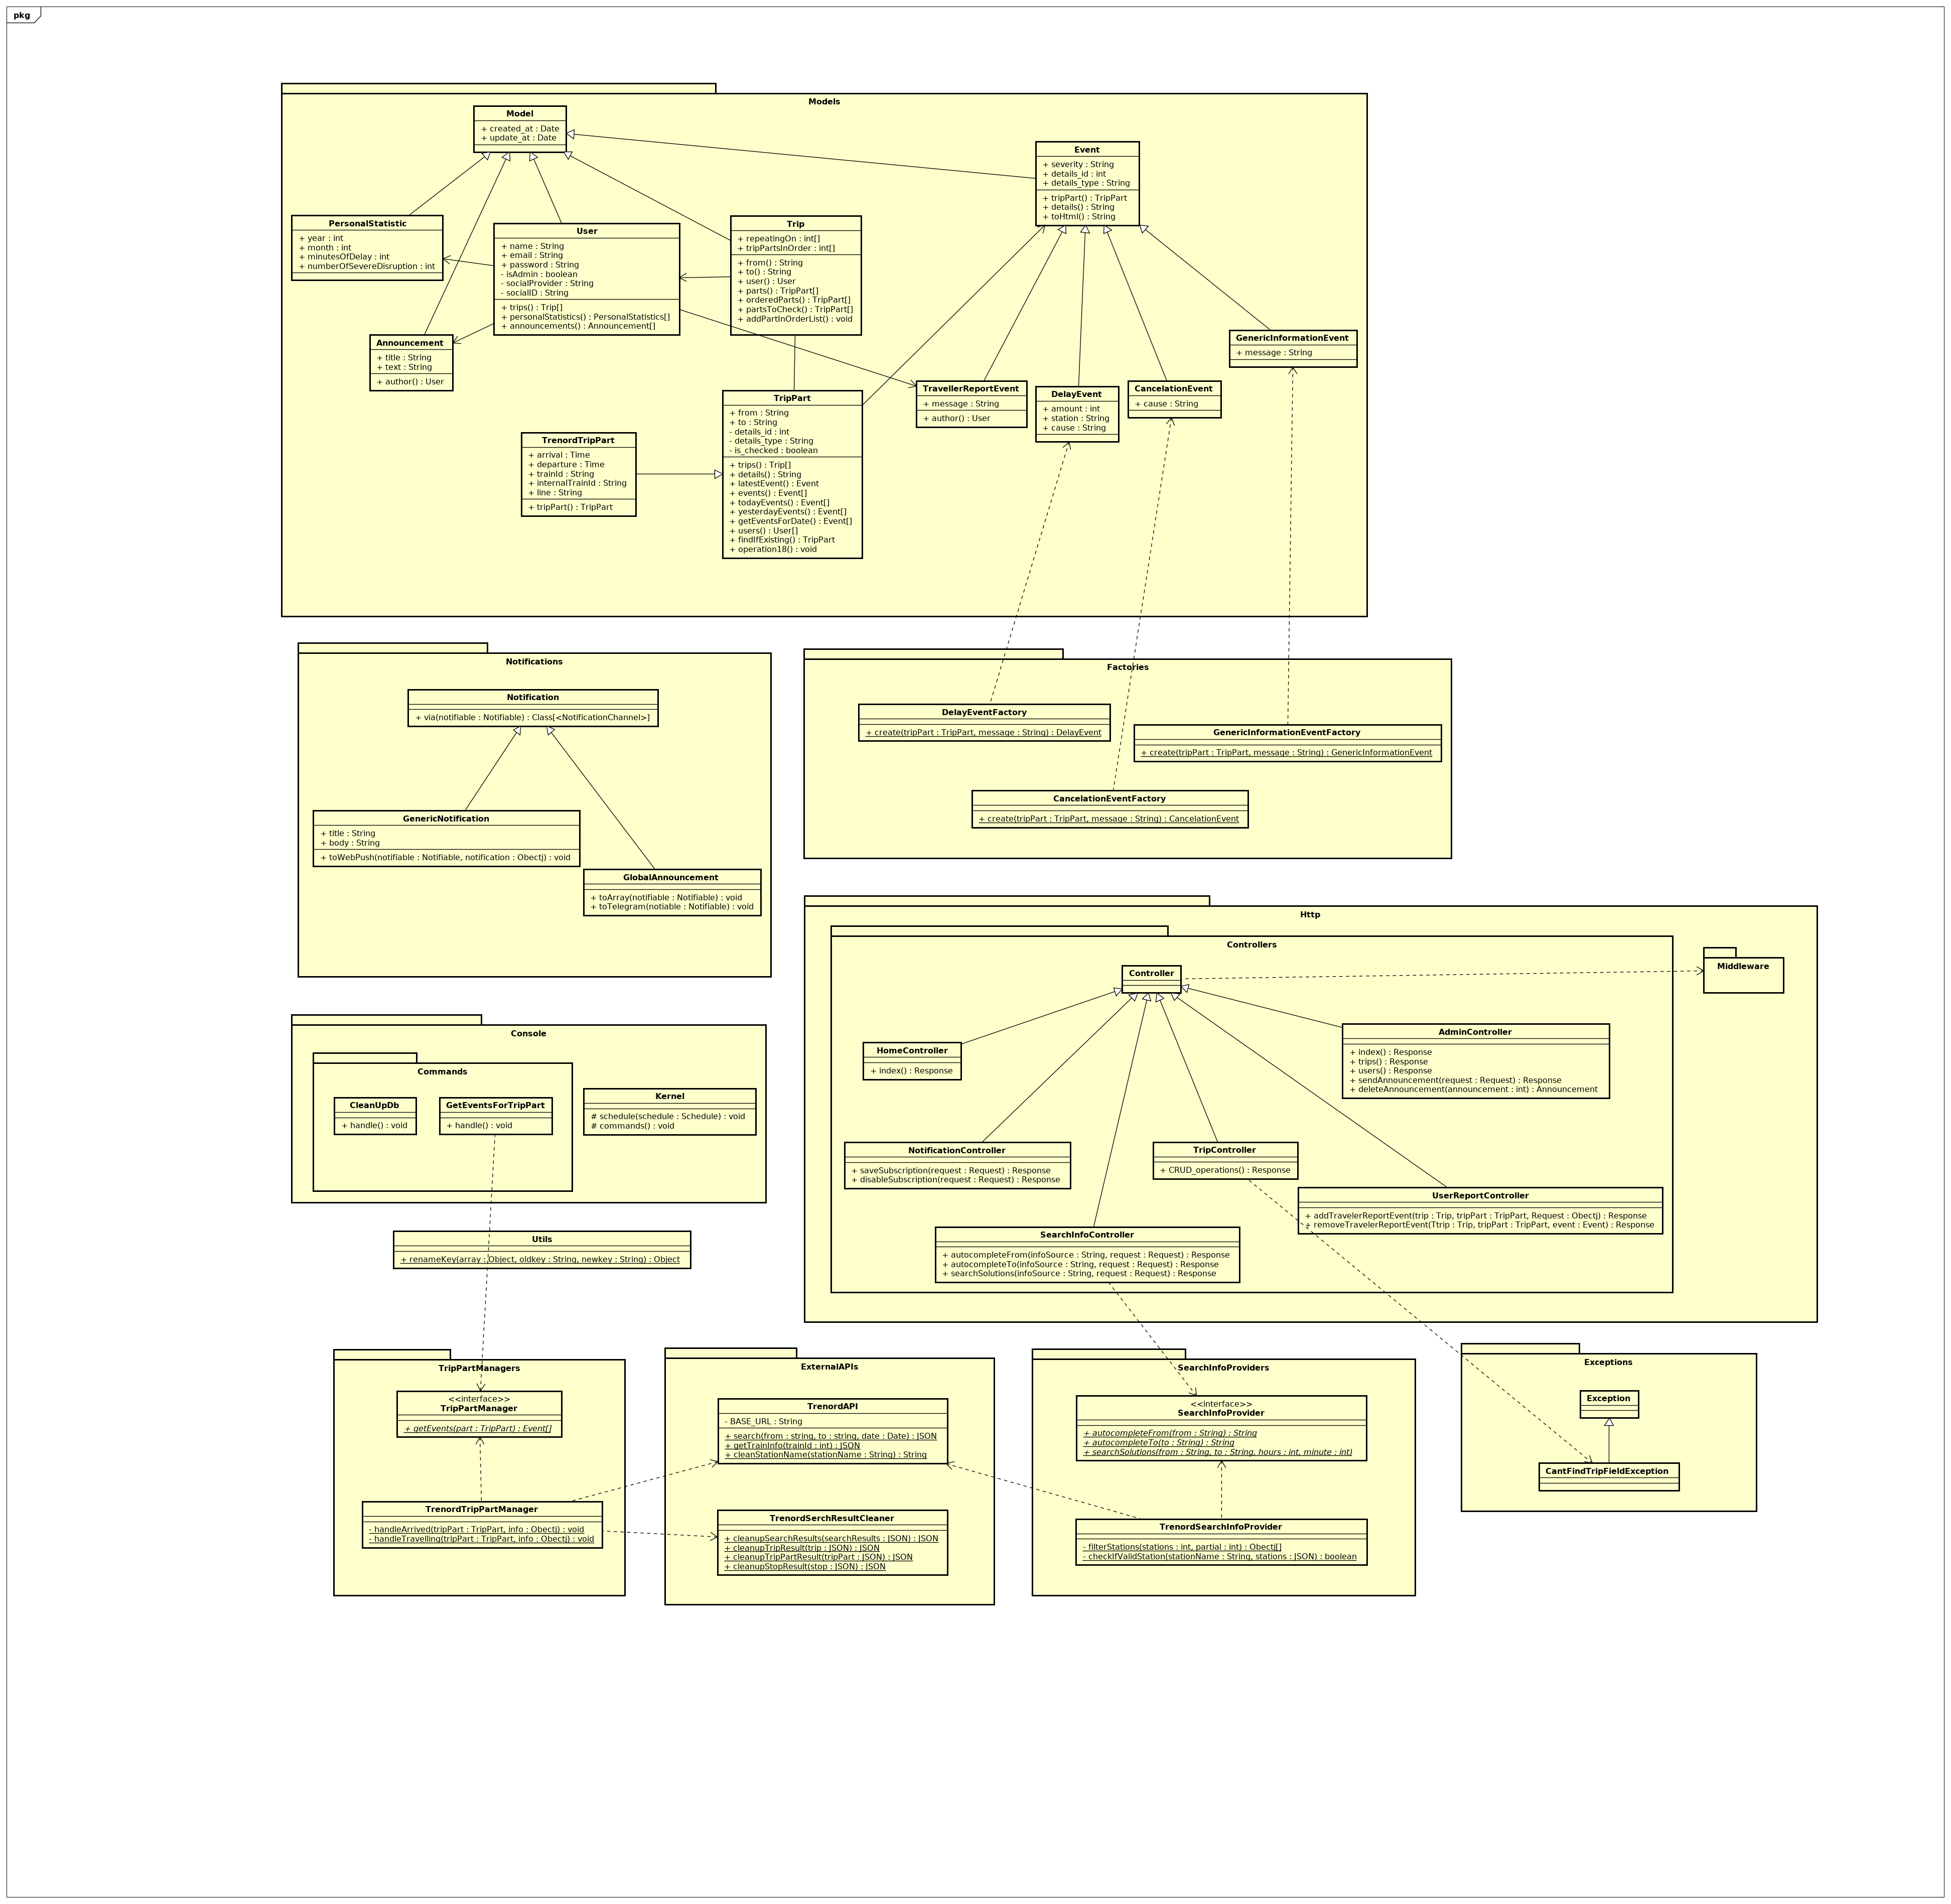 pkg
Models
Model
+ created_at : Date
+ update_at : Date
Event
+ severity : String
+ details_id : int
+ details_type : String
+ tripPart() : TripPart
+ details() : String
+ toHtml() : String
PersonalStatistic
+ year : int
+ month : int
+ minutesOfDelay : int
+ numberOfSevereDisruption : int
User
+ name : String
+ email : String
+ password : String
- isAdmin : boolean
- socialProvider : String
- socialID : String
+ trips() : Trip[]
+ personalStatistics() : PersonalStatistics[]
+ announcements() : Announcement[]
Trip
+ repeatingOn : int[]
+ tripPartsInOrder : int[]
+ from() : String
+ to() : String
+ user() : User
+ parts() : TripPart[]
+ orderedParts() : TripPart[]
+ partsToCheck() : TripPart[]
+ addPartInOrderList() : void
Announcement
+ title : String
+ text : String
+ author() : User
GenericInformationEvent
+ message : String
TravellerReportEvent
+ message : String
+ author() : User
DelayEvent
+ amount : int
+ station : String
+ cause : String
CancelationEvent
+ cause : String
TripPart
+ from : String
+ to : String
- details_id : int
- details_type : String
- is_checked : boolean
+ trips() : Trip[]
+ details() : String
+ latestEvent() : Event
+ events() : Event[]
+ todayEvents() : Event[]
+ yesterdayEvents() : Event[]
+ getEventsForDate() : Event[]
+ users() : User[]
+ findIfExisting() : TripPart
+ operation18() : void
TrenordTripPart
+ arrival : Time
+ departure : Time
+ trainId : String
+ internalTrainId : String
+ line : String
+ tripPart() : TripPart
Notifications
Notification
+ via(notifiable : Notifiable) : Class[<NotificationChannel>]
GenericNotification
+ title : String
+ body : String
+ toWebPush(notifiable : Notifiable, notification : Obectj) : void
GlobalAnnouncement
+ toArray(notifiable : Notifiable) : void
+ toTelegram(notiable : Notifiable) : void
Factories
DelayEventFactory
+ create(tripPart : TripPart, message : String) : DelayEvent
GenericInformationEventFactory
+ create(tripPart : TripPart, message : String) : GenericInformationEvent
CancelationEventFactory
+ create(tripPart : TripPart, message : String) : CancelationEvent
Http
Controllers
Controller
Middleware
HomeController
+ index() : Response
AdminController
+ index() : Response
+ trips() : Response
+ users() : Response
+ sendAnnouncement(request : Request) : Response
+ deleteAnnouncement(announcement : int) : Announcement
NotificationController
+ saveSubscription(request : Request) : Response
+ disableSubscription(request : Request) : Response
TripController
+ CRUD_operations() : Response
UserReportController
+ addTravelerReportEvent(trip : Trip, tripPart : TripPart, Request : Obectj) : Response
+ removeTravelerReportEvent(Ttrip : Trip, tripPart : TripPart, event : Event) : Response
SearchInfoController
+ autocompleteFrom(infoSource : String, request : Request) : Response
+ autocompleteTo(infoSource : String, request : Request) : Response
+ searchSolutions(infoSource : String, request : Request) : Response
Console
Commands
CleanUpDb
+ handle() : void
GetEventsForTripPart
+ handle() : void
Kernel
# schedule(schedule : Schedule) : void
# commands() : void
Utils
+ renameKey(array : Object, oldkey : String, newkey : String) : Object
TripPartManagers
<<interface>>
TripPartManager
+ getEvents(part : TripPart) : Event[]
TrenordTripPartManager
- handleArrived(tripPart : TripPart, info : Obectj) : void
- handleTravelling(tripPart : TripPart, info : Obectj) : void
ExternalAPIs
TrenordAPI
- BASE_URL : String
+ search(from : string, to : string, date : Date) : JSON
+ getTrainInfo(trainId : int) : JSON
+ cleanStationName(stationName : String) : String
TrenordSerchResultCleaner
+ cleanupSearchResults(searchResults : JSON) : JSON
+ cleanupTripResult(trip : JSON) : JSON
+ cleanupTripPartResult(tripPart : JSON) : JSON
+ cleanupStopResult(stop : JSON) : JSON
SearchInfoProviders
<<interface>>
SearchInfoProvider
+ autocompleteFrom(from : String) : String
+ autocompleteTo(to : String) : String
+ searchSolutions(from : String, to : String, hours : int, minute : int)
TrenordSearchInfoProvider
- filterStations(stations : int, partial : int) : Obectj[]
- checkIfValidStation(stationName : String, stations : JSON) : boolean
Exceptions
Exception
CantFindTripFieldException